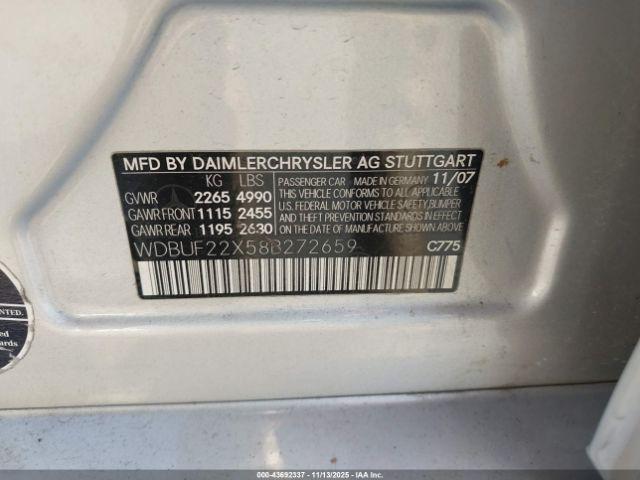 MFD BY DAIMLERCHRYSLER AG STUTTGART
KG LBS
GVWR 2265 4990
GAWR FRONT 1115 2455
GAWR REAR 1195 2630
PASSENGER CAR / MADE IN GERMANY 11/07
THIS VEHICLE CONFORMS TO ALL APPLICABLE
U.S. FEDERAL MOTOR VEHICLE SAFETY,BUMPER
AND THEFT PREVENTION STANDARDS IN EFFECT
ON THE DATE OF MANUFACTURE SHOWN ABOVE.
WDBUF22X58B272659
C775
00-43692337 - 11/13/2025 - IAA Inc.